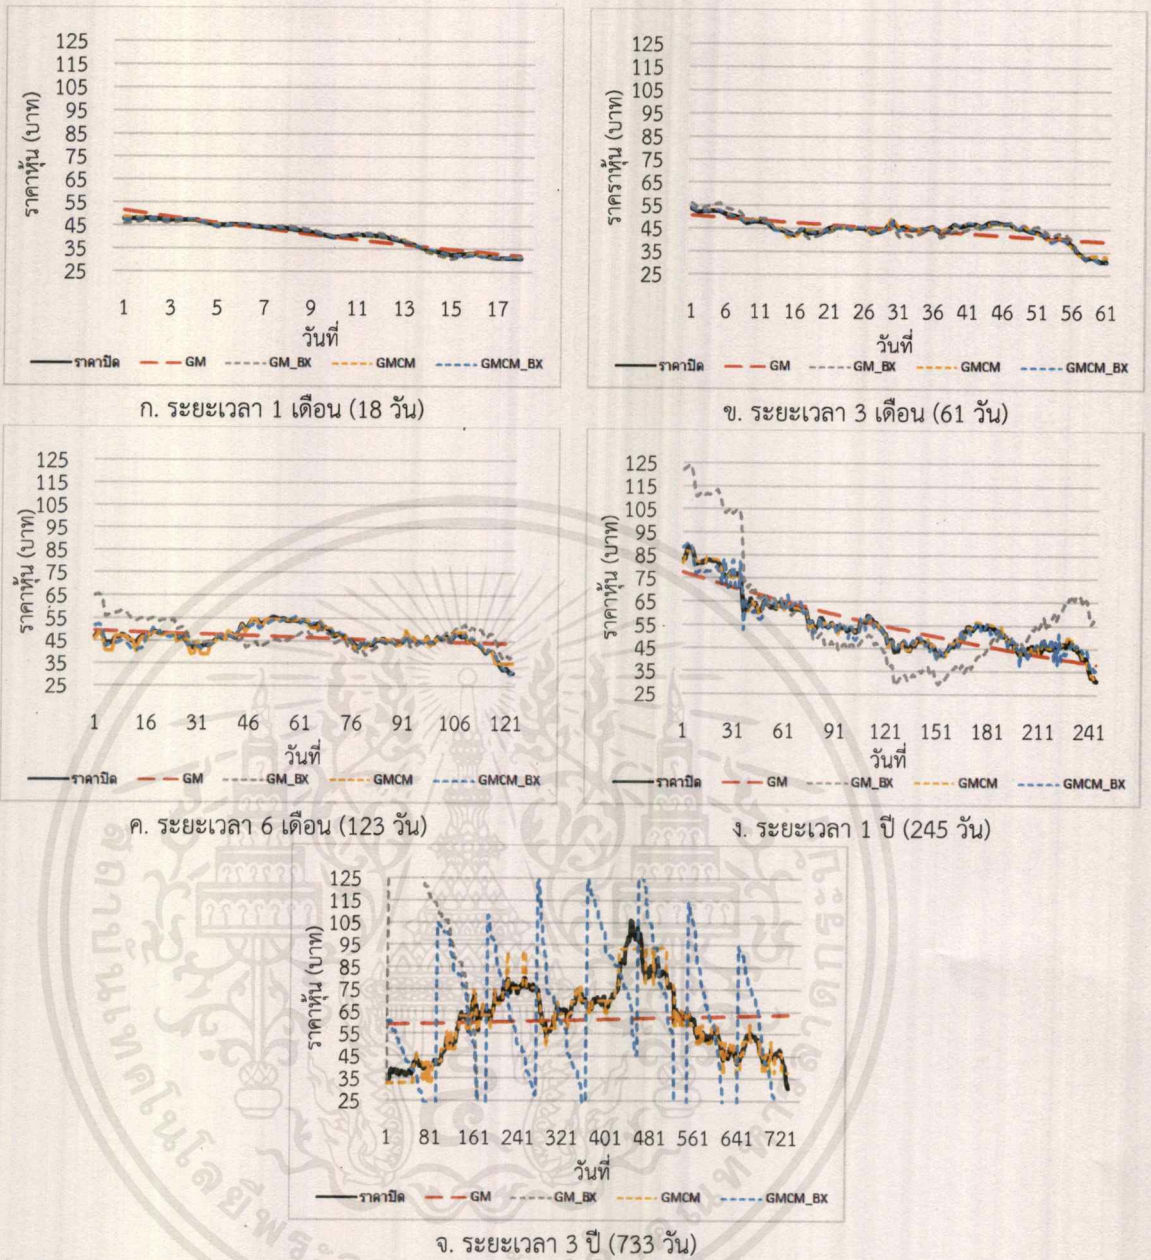 125
115
105
95
85
75
65
55
45
35
25
ราคาหุ้น (บาท)
1 3 5 7 9 11 13 15 17
วันที่
ราคาปิด GM GM_BX GMCM GMCM_BX
ก. ระยะเวลา 1 เดือน (18 วัน)
125
115
105
95
85
75
65
55
45
35
25
ราคราหุ้น (บาท)
1 6 11 16 21 26 31 36 41 46 51 56 61
วันที่
ราคาปิด GM GM_BX GMCM GMCM_BX
ข. ระยะเวลา 3 เดือน (61 วัน)
125
115
105
95
85
75
65
55
45
35
25
ราคาหุ้น (บาท)
1 16 31 46 61 76 91 106 121
วันที่
ราคาปิด GM GM_BX GMCM GMCM_BX
ค. ระยะเวลา 6 เดือน (123 วัน)
125
115
105
95
85
75
65
55
45
35
25
ราคาหุ้น (บาท)
1 31 61 91 121 151 181 211 241
วันที่
ราคาปิด GM GM_BX GMCM GMCM_BX
ง. ระยะเวลา 1 ปี (245 วัน)
125
115
105
95
85
75
65
55
45
35
25
ราคาหุ้น (บาท)
1 81 161 241 321 401 481 561 641 721
วันที่
ราคาปิด GM GM_BX GMCM GMCM_BX
จ. ระยะเวลา 3 ปี (733 วัน)